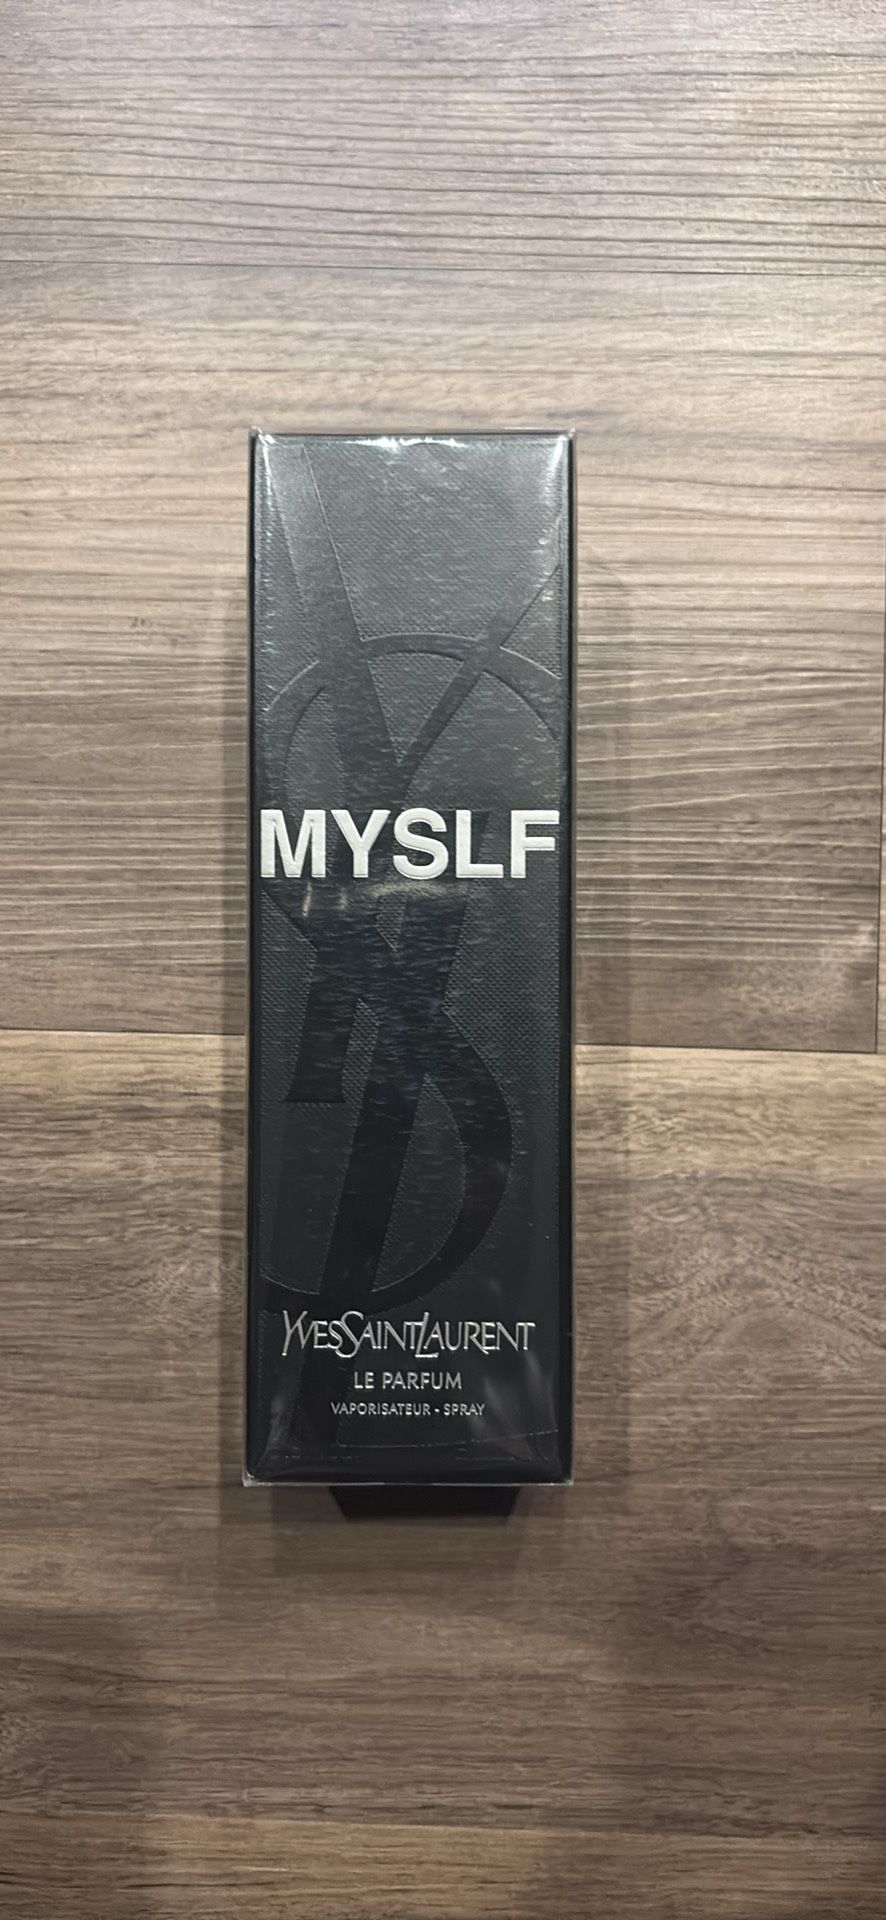 MYSLF
YVESSAINTLAURENT
LE PARFUM
VAPORISATEUR - SPRAY